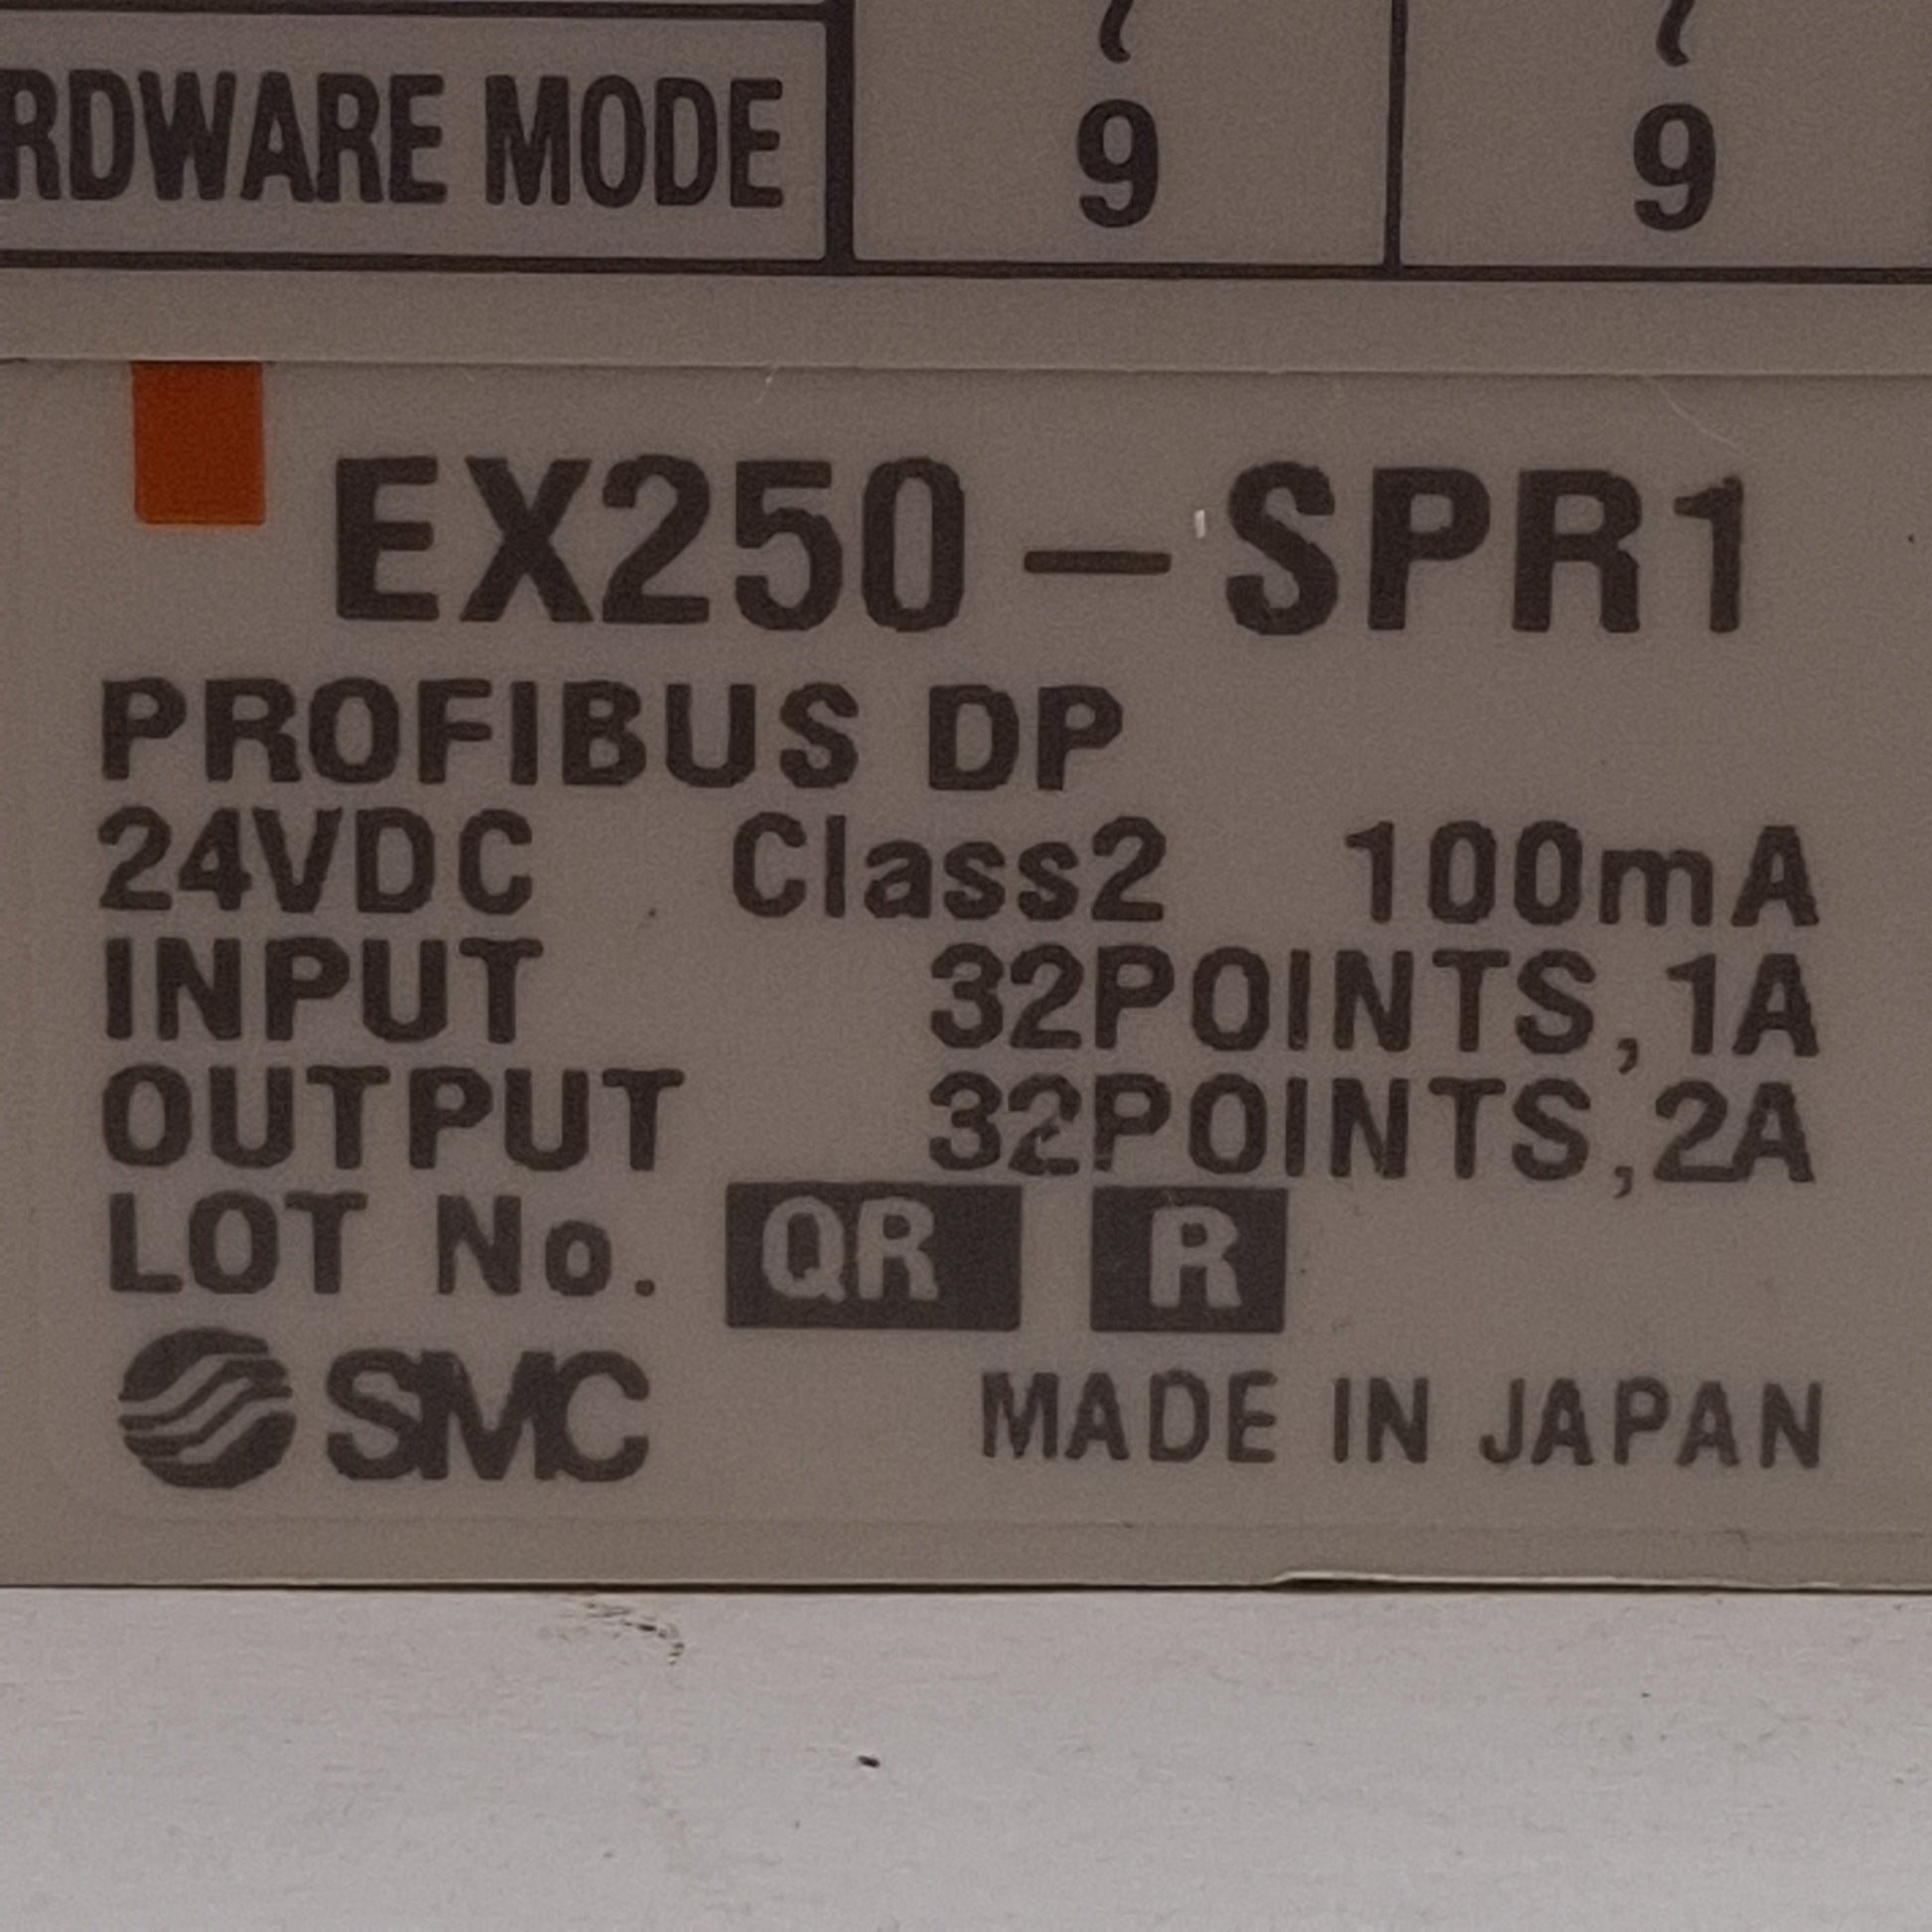 RDWARE MODE 9 9
EX250-SPR1
PROFIBUS DP
24VDC Class2 100mA
INPUT 32POINTS,1A
OUTPUT 32POINTS,2A
LOT No. QR R
SMC MADE IN JAPAN